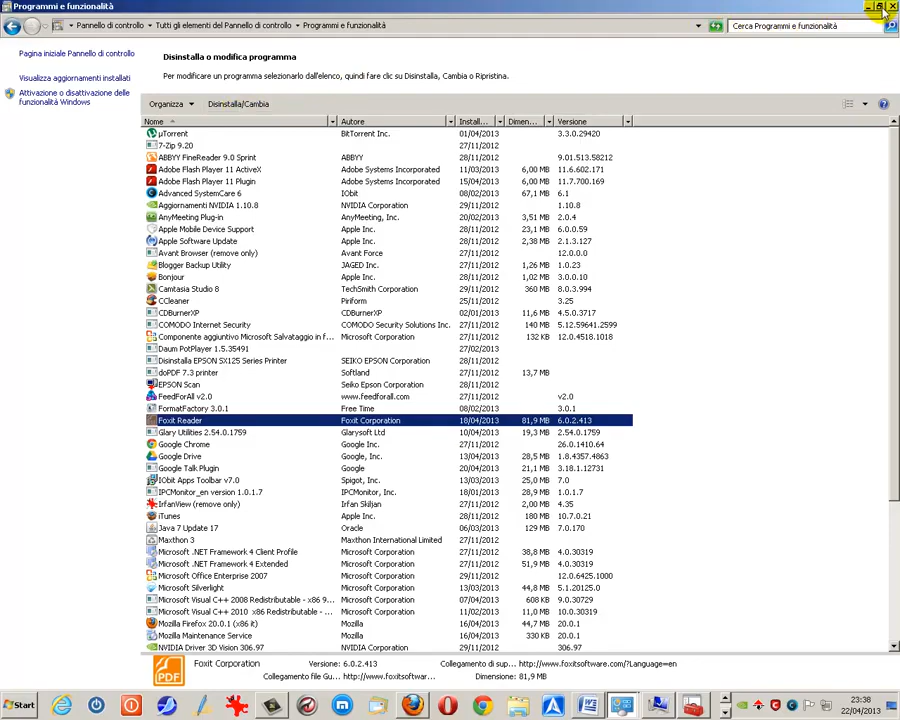 Programmi e funzionalità
Pannello di controllo Tutti gli elementi del Pannello di controllo Programmi e funzionalità Cerca Programmi e funzionalità
Pagina iniziale Pannello di controllo
Visualizza aggiornamenti installati
Attivazione o disattivazione delle
funzionalità Windows
Disinstalla o modifica programma
Per modificare un programma selezionarlo dall'elenco, quindi fare clic su Disinstalla, Cambia o Ripristina.
Organizza Disinstalla/Cambia
Nome Autore Install... Dimen... Versione
µTorrent BitTorrent Inc. 01/04/2013 3.3.0.29420
7-Zip 9.20 27/11/2012
ABBYY FineReader 9.0 Sprint ABBYY 28/11/2012 9.01.513.58212
Adobe Flash Player 11 ActiveX Adobe Systems Incorporated 11/03/2013 6,00 MB 11.6.602.171
Adobe Flash Player 11 Plugin Adobe Systems Incorporated 15/04/2013 6,00 MB 11.7.700.169
Advanced SystemCare 6 IObit 08/02/2013 67,1 MB 6.1
Aggiornamenti NVIDIA 1.10.8 NVIDIA Corporation 29/11/2012 1.10.8
AnyMeeting Plug-in AnyMeeting, Inc. 20/02/2013 3,51 MB 2.0.4
Apple Mobile Device Support Apple Inc. 28/11/2012 23,1 MB 6.0.0.59
Apple Software Update Apple Inc. 28/11/2012 2,38 MB 2.1.3.127
Avant Browser (remove only) Avant Force 28/11/2012 12.0.0.0
Blogger Backup Utility JAGED Inc. 27/11/2012 1,26 MB 1.0.23
Bonjour Apple Inc. 28/11/2012 1,02 MB 3.0.0.10
Camtasia Studio 8 TechSmith Corporation 29/11/2012 360 MB 8.0.3.994
CCleaner Piriform 28/11/2012 3.25
CDBurnerXP CDBurnerXP 02/01/2013 11,6 MB 4.5.0.3717
COMODO Internet Security COMODO Security Solutions Inc. 27/11/2012 140 MB 5.12.59641.2599
Componente aggiuntivo Microsoft Salvataggio in f... Microsoft Corporation 27/11/2012 132 KB 12.0.4518.1018
Daum PotPlayer 1.5.35491 27/02/2013
Disinstalla EPSON SX125 Series Printer SEIKO EPSON Corporation 28/11/2012
doPDF 7.3 printer Softland 27/11/2012 13,7 MB
EPSON Scan Seiko Epson Corporation 28/11/2012
FeedForAll v2.0 www.feedforall.com 27/11/2012 v2.0
FormatFactory 3.0.1 Free Time 08/02/2013 3.0.1
Foxit Reader Foxit Corporation 18/04/2013 81,9 MB 6.0.2.413
Glary Utilities 2.54.0.1759 Glarysoft Ltd 10/04/2013 19,3 MB 2.54.0.1759
Google Chrome Google Inc. 27/11/2012 26.0.1410.64
Google Drive Google, Inc. 13/04/2013 28,5 MB 1.8.4357.4863
Google Talk Plugin Google 20/04/2013 21,1 MB 3.18.1.12731
IObit Apps Toolbar v7.0 Spigot, Inc. 13/03/2013 25,0 MB 7.0
IPCMonitor_en version 1.0.1.7 IPCMonitor, Inc. 18/01/2013 28,9 MB 1.0.1.7
IrfanView (remove only) Irfan Skiljan 27/11/2012 2,00 MB 4.35
iTunes Apple Inc. 28/11/2012 180 MB 10.7.0.21
Java 7 Update 17 Oracle 06/03/2013 129 MB 7.0.170
Maxthon 3 Maxthon International Limited 27/11/2012
Microsoft .NET Framework 4 Client Profile Microsoft Corporation 27/11/2012 38,8 MB 4.0.30319
Microsoft .NET Framework 4 Extended Microsoft Corporation 27/11/2012 51,9 MB 4.0.30319
Microsoft Office Enterprise 2007 Microsoft Corporation 27/11/2012 12.0.6425.1000
Microsoft Silverlight Microsoft Corporation 13/03/2013 44,8 MB 5.1.20125.0
Microsoft Visual C++ 2008 Redistributable - x86 9... Microsoft Corporation 07/04/2013 608 KB 9.0.30729
Microsoft Visual C++ 2010 x86 Redistributable - ... Microsoft Corporation 11/02/2013 11,0 MB 10.0.30319
Mozilla Firefox 20.0.1 (x86 it) Mozilla 16/04/2013 44,7 MB 20.0.1
Mozilla Maintenance Service Mozilla 16/04/2013 330 KB 20.0.1
NVIDIA Driver 3D Vision 306.97 NVIDIA Corporation 28/11/2012 306.97
Foxit Corporation Versione: 6.0.2.413 Collegamento di sup... http://www.foxitsoftware.com/?Language=en
Collegamento file Gu... http://www.foxitsoftwar... Dimensione: 81,9 MB
PDF
Start 23:38
22/04/2013